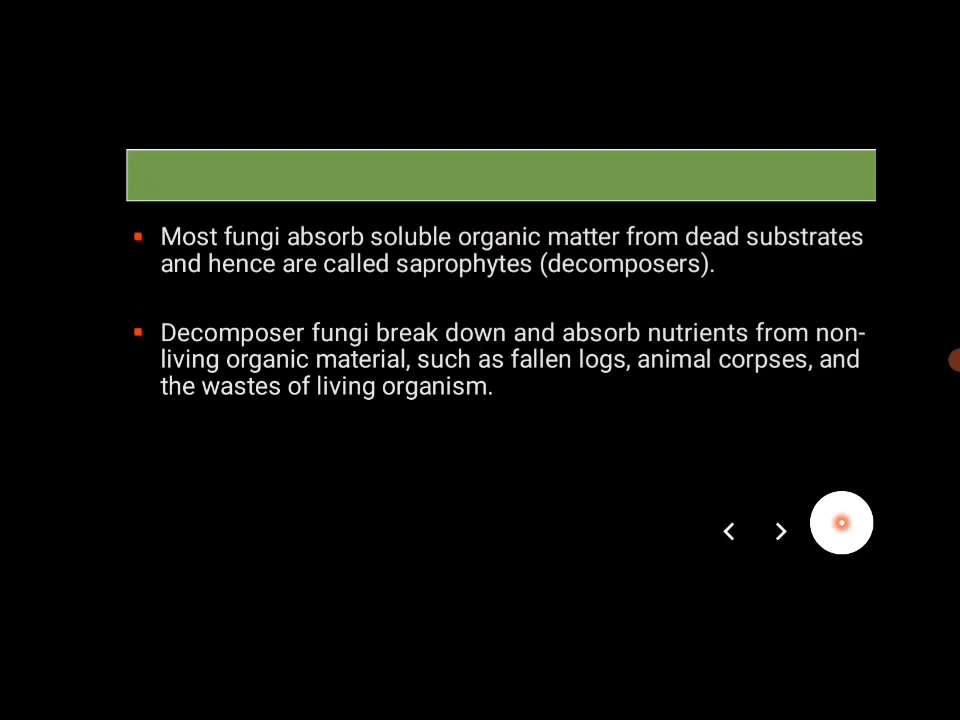 Most fungi absorb soluble organic matter from dead substrates
and hence are called saprophytes (decomposers).
Decomposer fungi break down and absorb nutrients from non-
living organic material, such as fallen logs, animal corpses, and
the wastes of living organism.